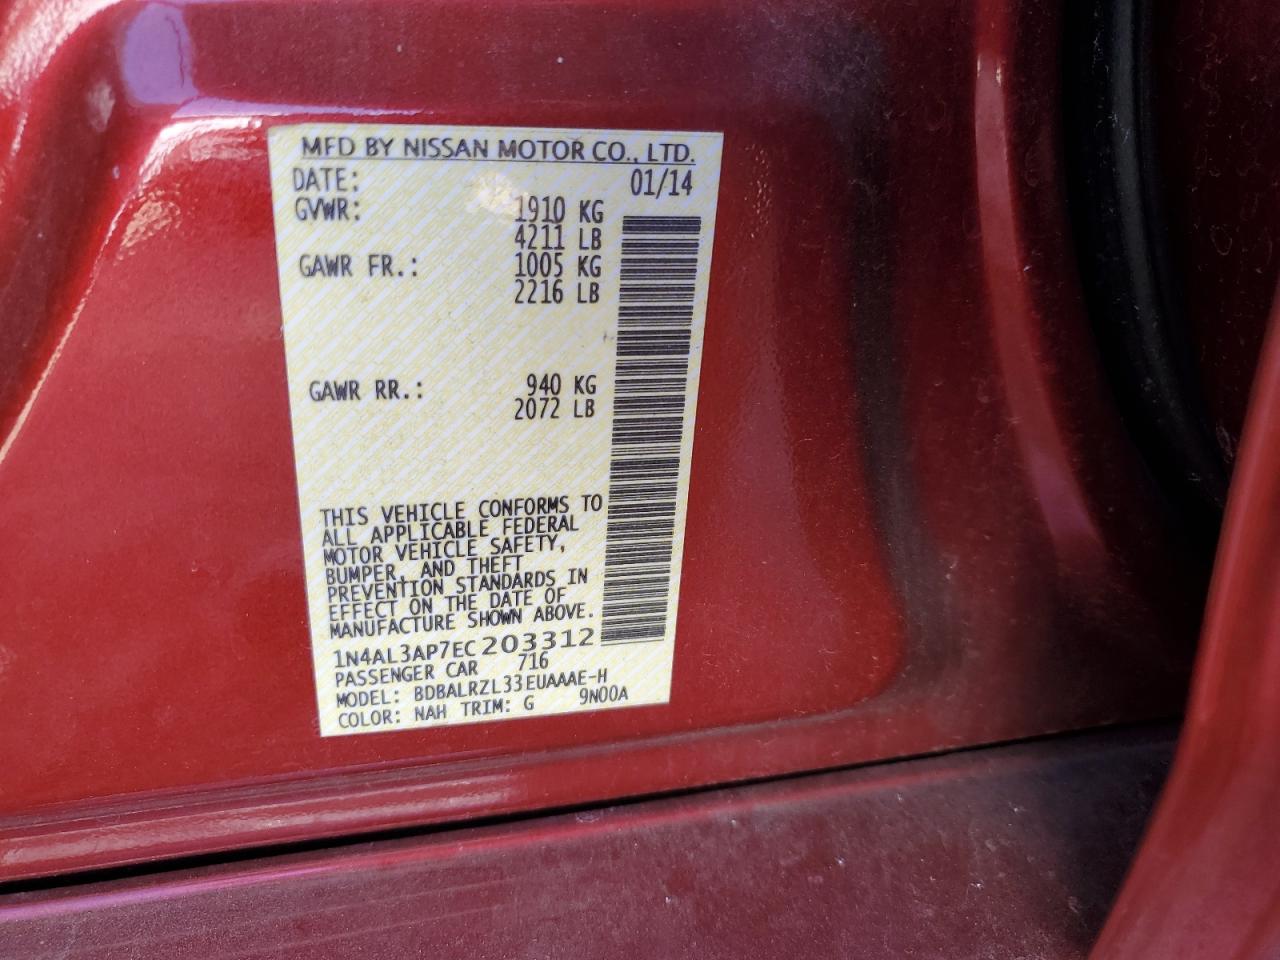 MFD BY NISSAN MOTOR CO., LTD.
DATE: 01/14
GVWR: 1910 KG
4211 LB
GAWR FR.: 1005 KG
2216 LB
GAWR RR.: 940 KG
2072 LB
THIS VEHICLE CONFORMS TO
ALL APPLICABLE FEDERAL
MOTOR VEHICLE SAFETY,
BUMPER, AND THEFT
PREVENTION STANDARDS IN
EFFECT ON THE DATE OF
MANUFACTURE SHOWN ABOVE.
1N4AL3AP7EC203312
PASSENGER CAR 716
MODEL: BDBALRZL33EUAAAE-H
COLOR: NAH TRIM: G 9N00A